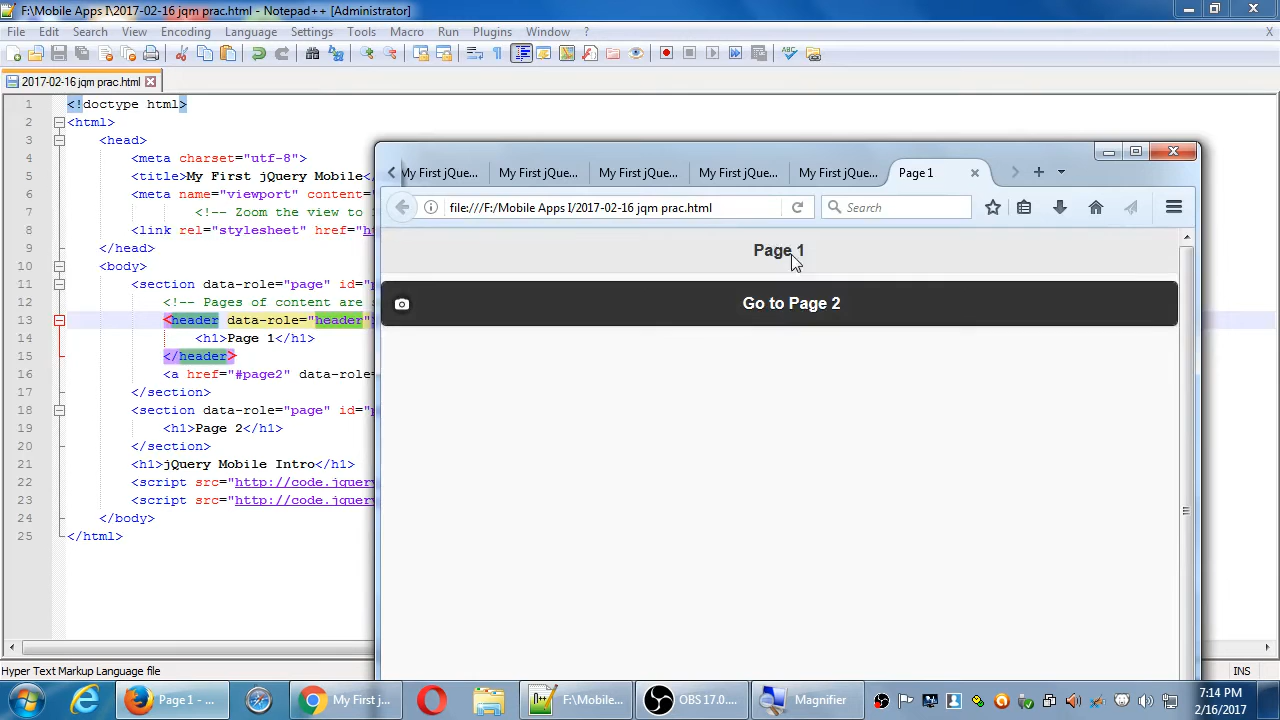 F:\Mobile Apps I\2017-02-16 jqm prac.html - Notepad++ [Administrator]
File Edit Search View Encoding Language Settings Tools Macro Run Plugins Window ? X
2017-02-16 jqm prac.html
1 <!doctype html>
2 <html>
3 <head>
4 <meta charset="utf-8">
5 <title>My First jQuery Mobile</
6 <meta name="viewport" content=
7 <!-- Zoom the view to
8 <link rel="stylesheet" href="h
9 </head>
10 <body>
11 <section data-role="page" id="
12 <!-- Pages of content are
13 <header data-role="header"
14 <h1>Page 1</h1>
15 </header>
16 <a href="#page2" data-role=
17 </section>
18 <section data-role="page" id="
19 <h1>Page 2</h1>
20 </section>
21 <h1>jQuery Mobile Intro</h1>
22 <script src="http://code.jquer
23 <script src="http://code.jquer
24 </body>
25 </html>
My First jQue... My First jQue... My First jQue... My First jQue... My First jQue... Page 1
file:///F:/Mobile Apps I/2017-02-16 jqm prac.html Search
Page 1
Go to Page 2
Hyper Text Markup Language file INS
Page 1 - ... My First j... F:\Mobile... OBS 17.0.... Magnifier 7:14 PM
2/16/2017